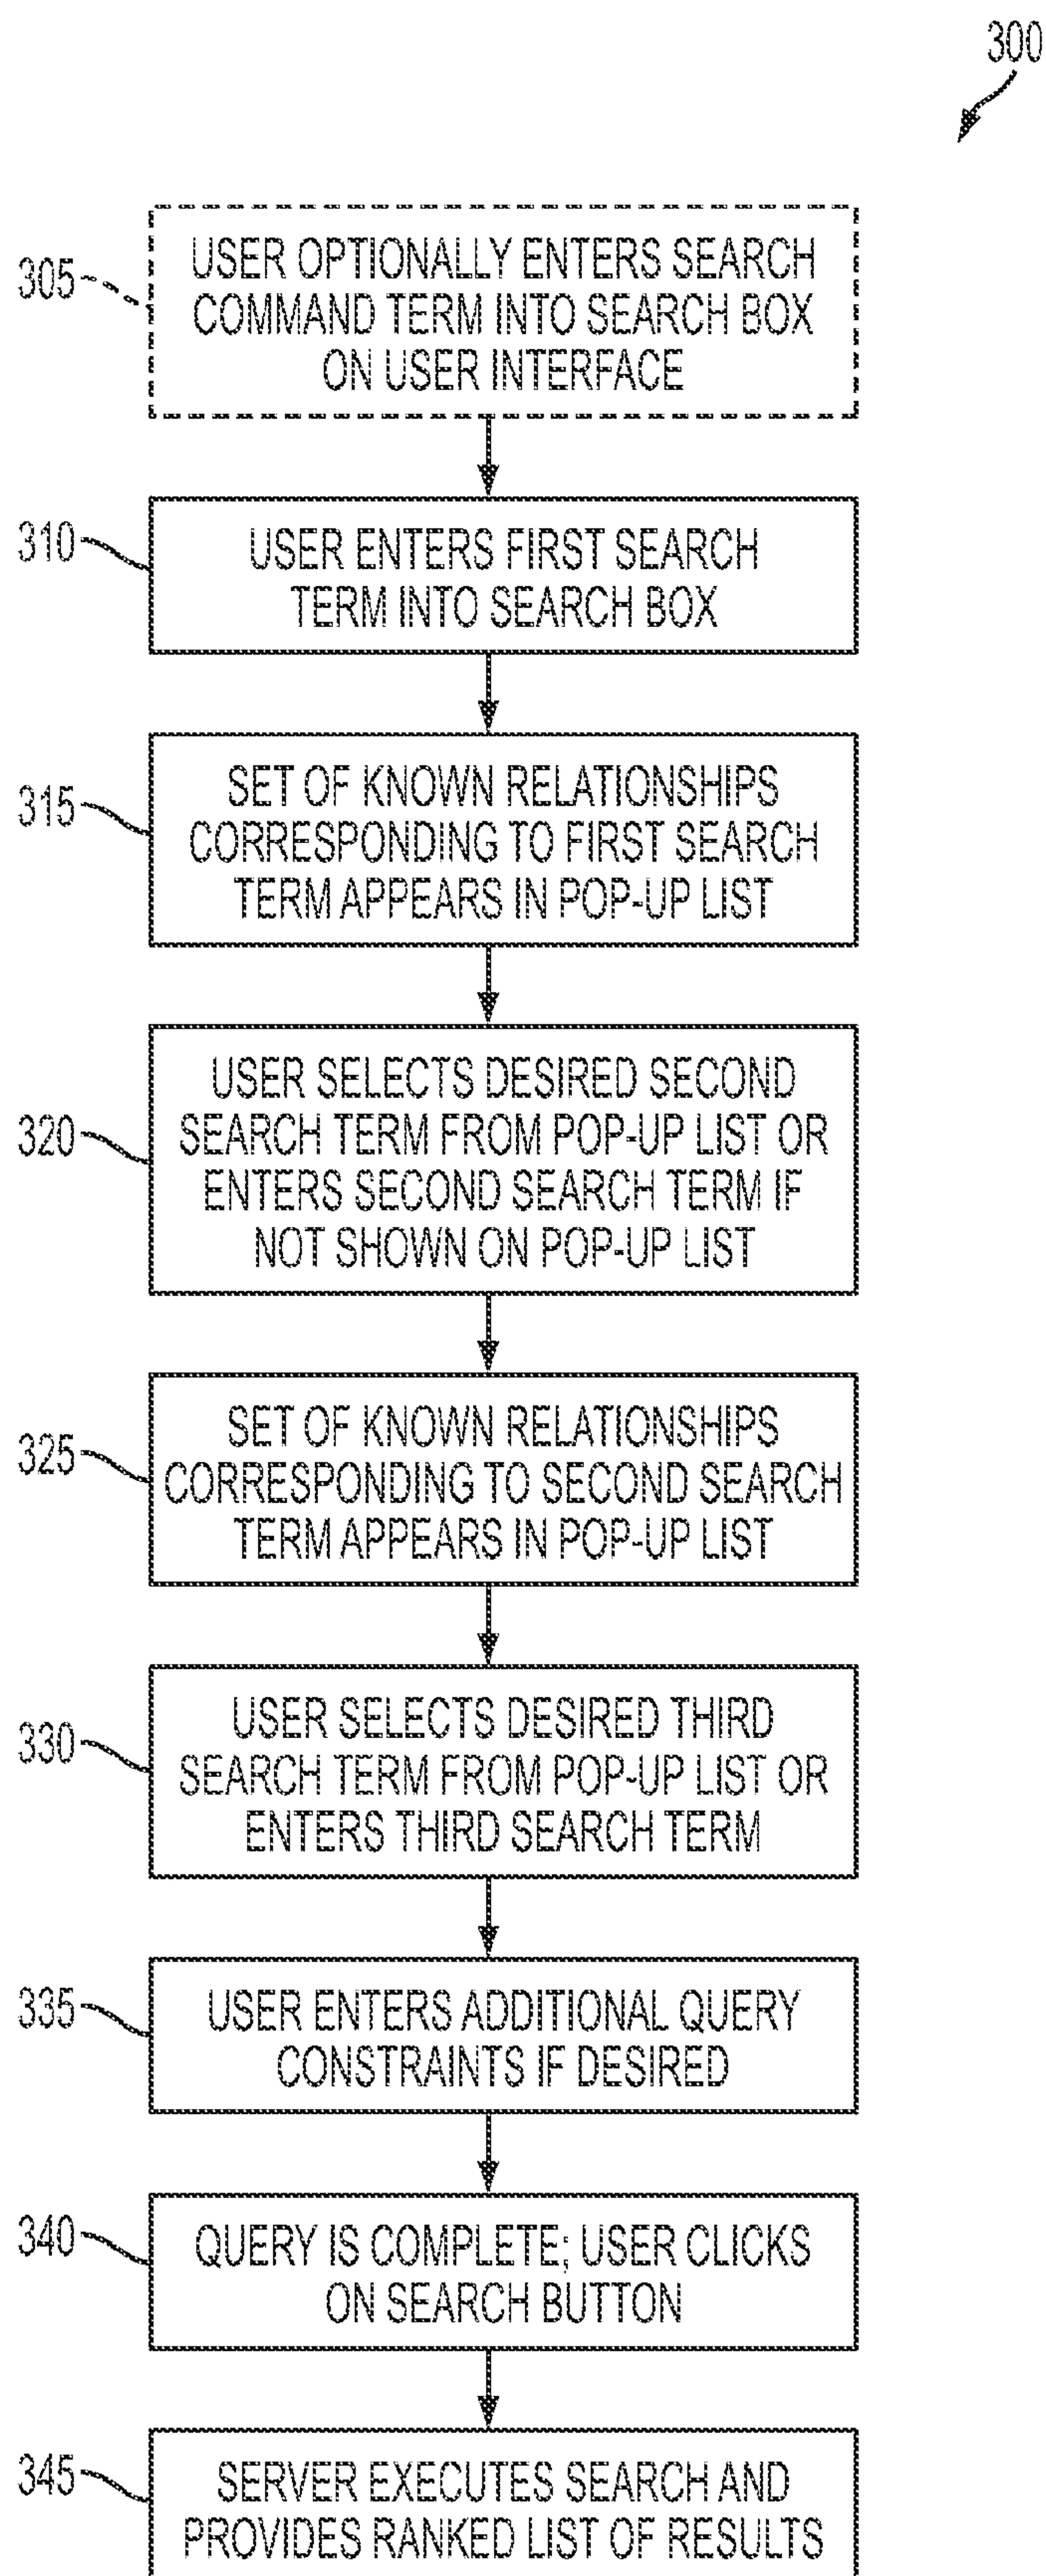 300
305
USER OPTIONALLY ENTERS SEARCH
COMMAND TERM INTO SEARCH BOX
ON USER INTERFACE
310
USER ENTERS FIRST SEARCH
TERM INTO SEARCH BOX
315
SET OF KNOWN RELATIONSHIPS
CORRESPONDING TO FIRST SEARCH
TERM APPEARS IN POP-UP LIST
320
USER SELECTS DESIRED SECOND
SEARCH TERM FROM POP-UP LIST OR
ENTERS SECOND SEARCH TERM IF
NOT SHOWN ON POP-UP LIST
325
SET OF KNOWN RELATIONSHIPS
CORRESPONDING TO SECOND SEARCH
TERM APPEARS IN POP-UP LIST
330
USER SELECTS DESIRED THIRD
SEARCH TERM FROM POP-UP LIST OR
ENTERS THIRD SEARCH TERM
335
USER ENTERS ADDITIONAL QUERY
CONSTRAINTS IF DESIRED
340
QUERY IS COMPLETE; USER CLICKS
ON SEARCH BUTTON
345
SERVER EXECUTES SEARCH AND
PROVIDES RANKED LIST OF RESULTS